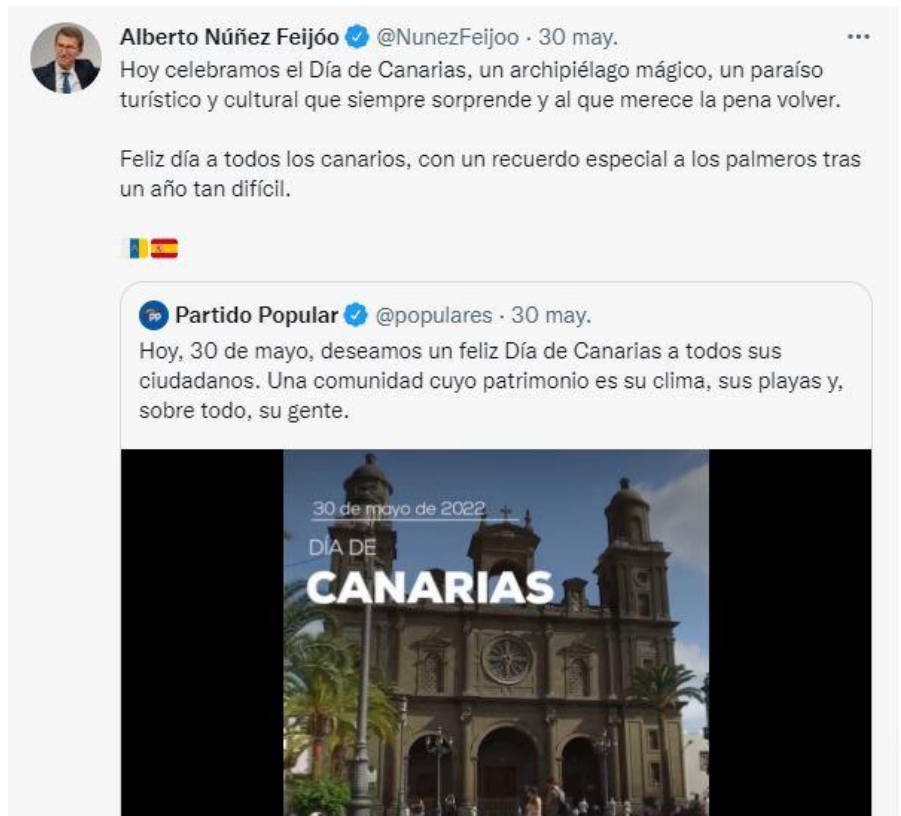 Alberto Núñez Feijóo @NunezFeijoo · 30 may.
Hoy celebramos el Día de Canarias, un archipiélago mágico, un paraíso
turístico y cultural que siempre sorprende y al que merece la pena volver.
Feliz día a todos los canarios, con un recuerdo especial a los palmeros tras
un año tan difícil.
PP Partido Popular @populares · 30 may.
Hoy, 30 de mayo, deseamos un feliz Día de Canarias a todos sus
ciudadanos. Una comunidad cuyo patrimonio es su clima, sus playas y,
sobre todo, su gente.
30 de mayo de 2022
DÍA DE
CANARIAS